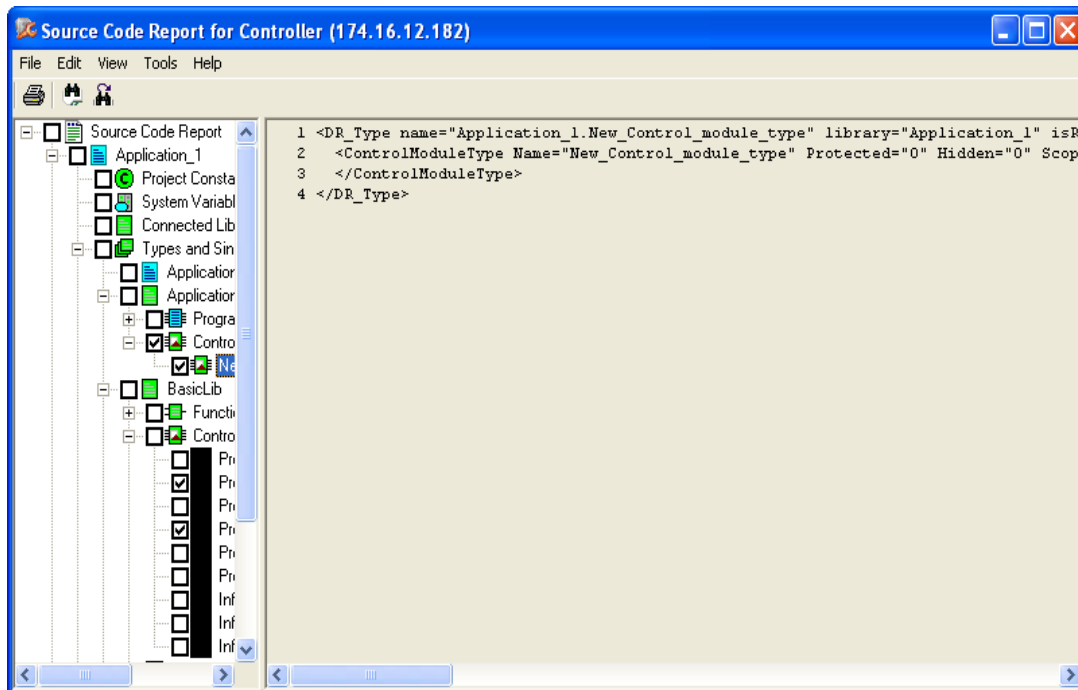 Source Code Report for Controller (174.16.12.182)
File Edit View Tools Help
Source Code Report
Application_1
Project Consta
System Variabl
Connected Lib
Types and Sin
Application
Application
Progra
Contro
Ne
BasicLib
Functi
Contro
Pr
Pr
Pr
Pr
Pr
Pr
Inf
Inf
Inf
1 <DR_Type name="Application_1.New_Control_module_type" library="Application_1" isR
2 <ControlModuleType Name="New_Control_module_type" Protected="0" Hidden="0" Scop
3 </ControlModuleType>
4 </DR_Type>